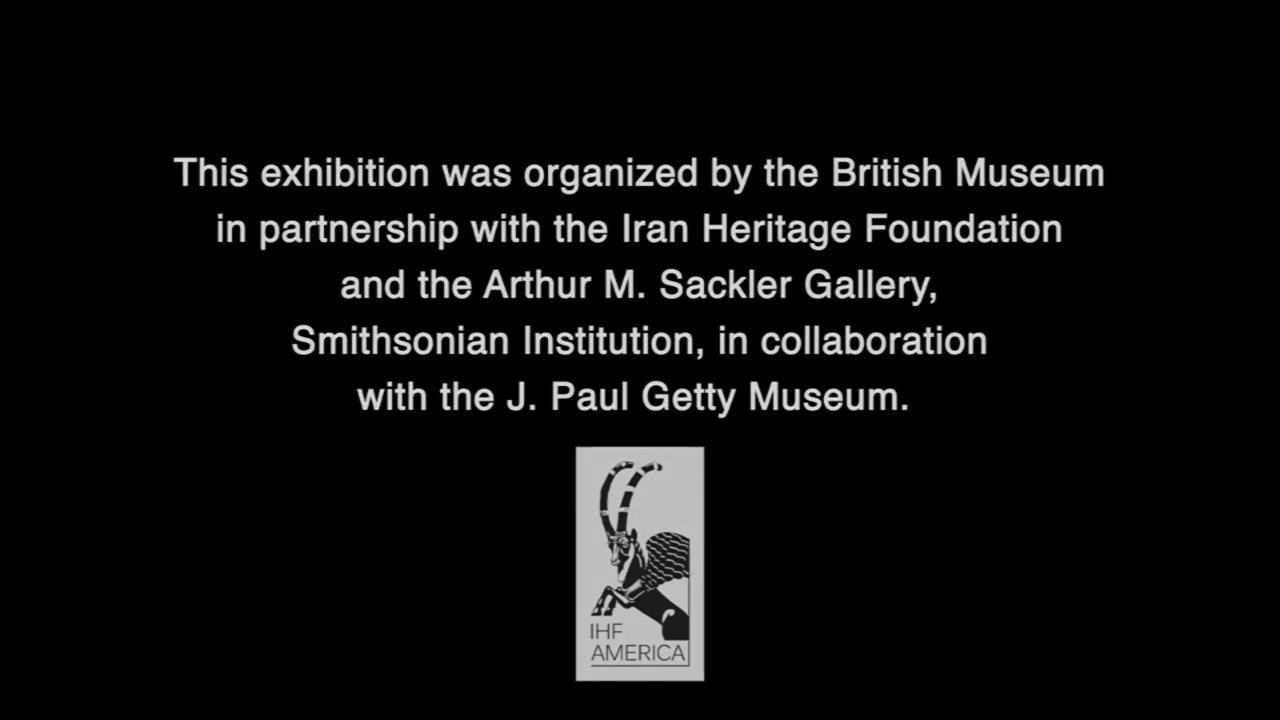 This exhibition was organized by the British Museum
in partnership with the Iran Heritage Foundation
and the Arthur M. Sackler Gallery,
Smithsonian Institution, in collaboration
with the J. Paul Getty Museum.
IHF
AMERICA